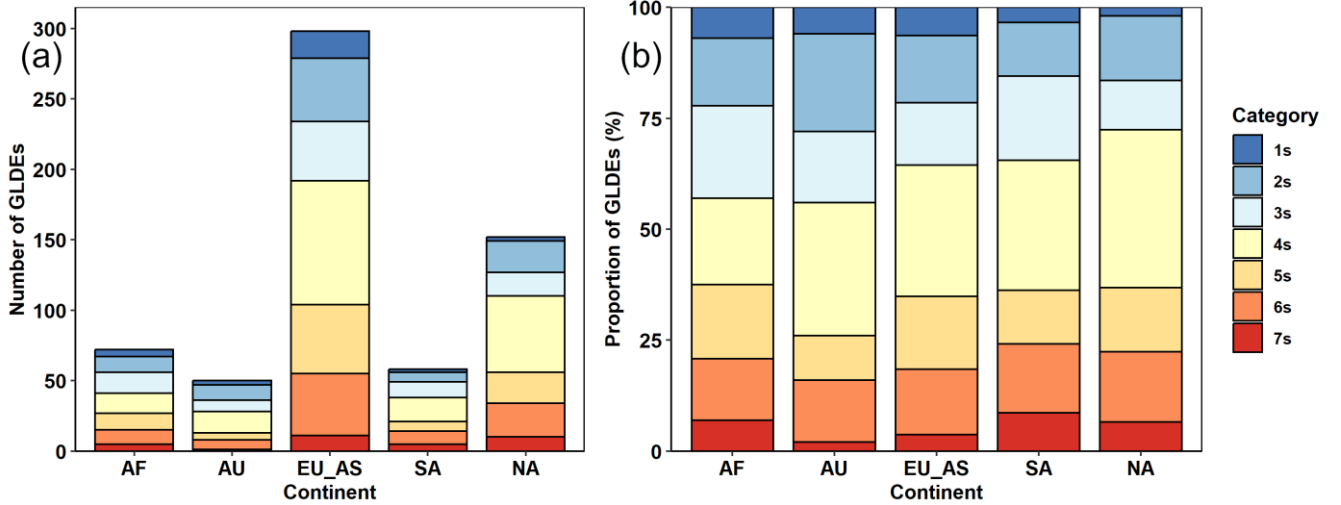 (a)
Number of GLDEs
300
250
200
150
100
50
0
AF AU EU_AS SA NA
Continent
(b)
Proportion of GLDEs (%)
100
75
50
25
0
AF AU EU_AS SA NA
Continent
Category
1s
2s
3s
4s
5s
6s
7s